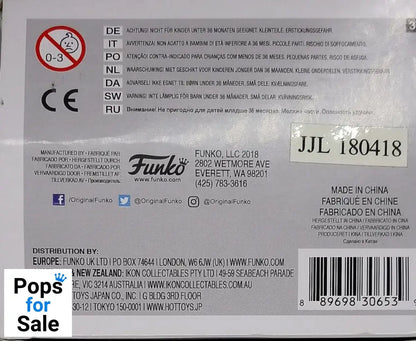 0-3
DE ACHTUNG! NICHT FÜR KINDER UNTER 36 MONATEN GEEIGNET. KLEINTEILE. ERSTICKUNGSGEFAHR.
IT AVVERTENZA! NON ADATTO A BAMBINI DI ETÀ INFERIORE A 36 MESI. PICCOLE PARTI. RISCHIO DI SOFFOCAMENTO.
PO ATENÇÃO! CONTRA-INDICADO PARA CRIANÇAS COM MENOS DE 36 MESES. PEQUENAS PARTES. RISCO DE ASFIXIA.
NL WAARSCHUWING! NIET GESCHIKT VOOR KINDEREN JONGER DAN 36 MAANDEN. KLEINE ONDERDELEN. VERSTIKKINGSGEVAAR.
DA ADVARSEL! IKKE EGNET FOR BØRN UNDER 36 MÅNEDER. SMÅ DELE. KVÆLNINGSFARE.
SW VARNING! INTE LÄMPLIG FÖR BARN UNDER 36 MÅNADER. SMÅ DELAR. KVÄVNINGSRISK.
RU Внимание! Не пригодно для детей младше 36 месяцев. Мелкие части.
CE
JJL 180418
MANUFACTURED BY · FABRIQUÉ PAR
FABRICADO POR · HERGESTELLT DURCH
FABBRICATO DA · FABRICADO POR
VERVAARDIGD DOOR · FREMSTILLET AF
TILLVERKAD AV · Произведено:
Funko
www.funko.com
FUNKO, LLC 2018
2802 WETMORE AVE
EVERETT, WA 98201
(425) 783-3616
/OriginalFunko @OriginalFunko @OriginalFunko
MADE IN CHINA
FABRIQUÉ EN CHINE
FABRICADO EN CHINA
HERGESTELLT IN CHINA / FABBRICATO IN CINA
FABRICADO NA CHINA / VERVAARDIGD IN CHINA
PRODUCERET I KINA / TILLVERKAD I KINA
Сделано в Китае
DISTRIBUTION BY:
EUROPE: FUNKO UK LTD | PO BOX 74644 | LONDON, W6 6JW (UK) | WWW.FUNKO.COM
& NEW ZEALAND: IKON COLLECTABLES PTY LTD | 49-59 SEABEACH PARADE
RE, VIC 3214 AUSTRALIA | WWW.IKONCOLLECTABLES.COM
TOYS JAPAN CO., INC | G BLDG 3RD FLOOR
30-12 | TOKYO 150-0001 | WWW.HOTTOYS.JP
8 89698 30653
Pops
for
Sale